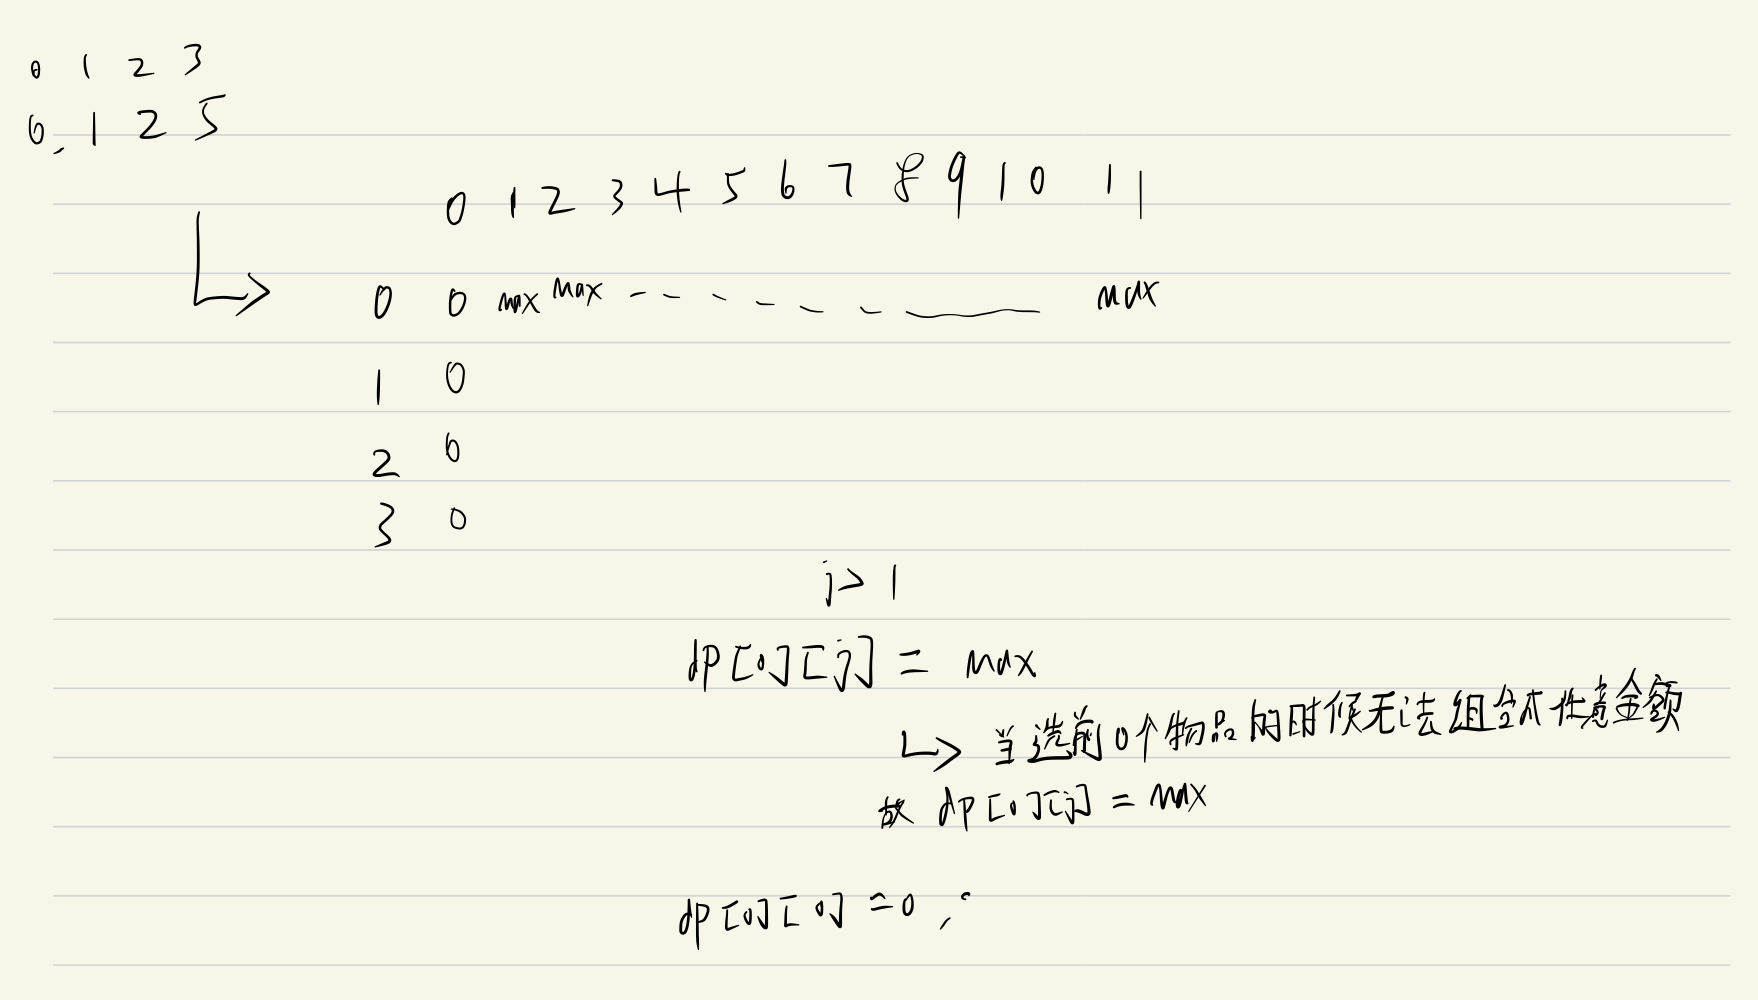 0 1 2 3
0, 1 2 5
0 1 2 3 4 5 6 7 8 9 10 11
0 0 max max - - - - - - max
1 0
2 0
3 0
j> 1
dp[0][j] = max
↳ 当选前0个物品的时候无法组合成任意金额
故 dp[0][j] = max
dp[0][0] =0 ;